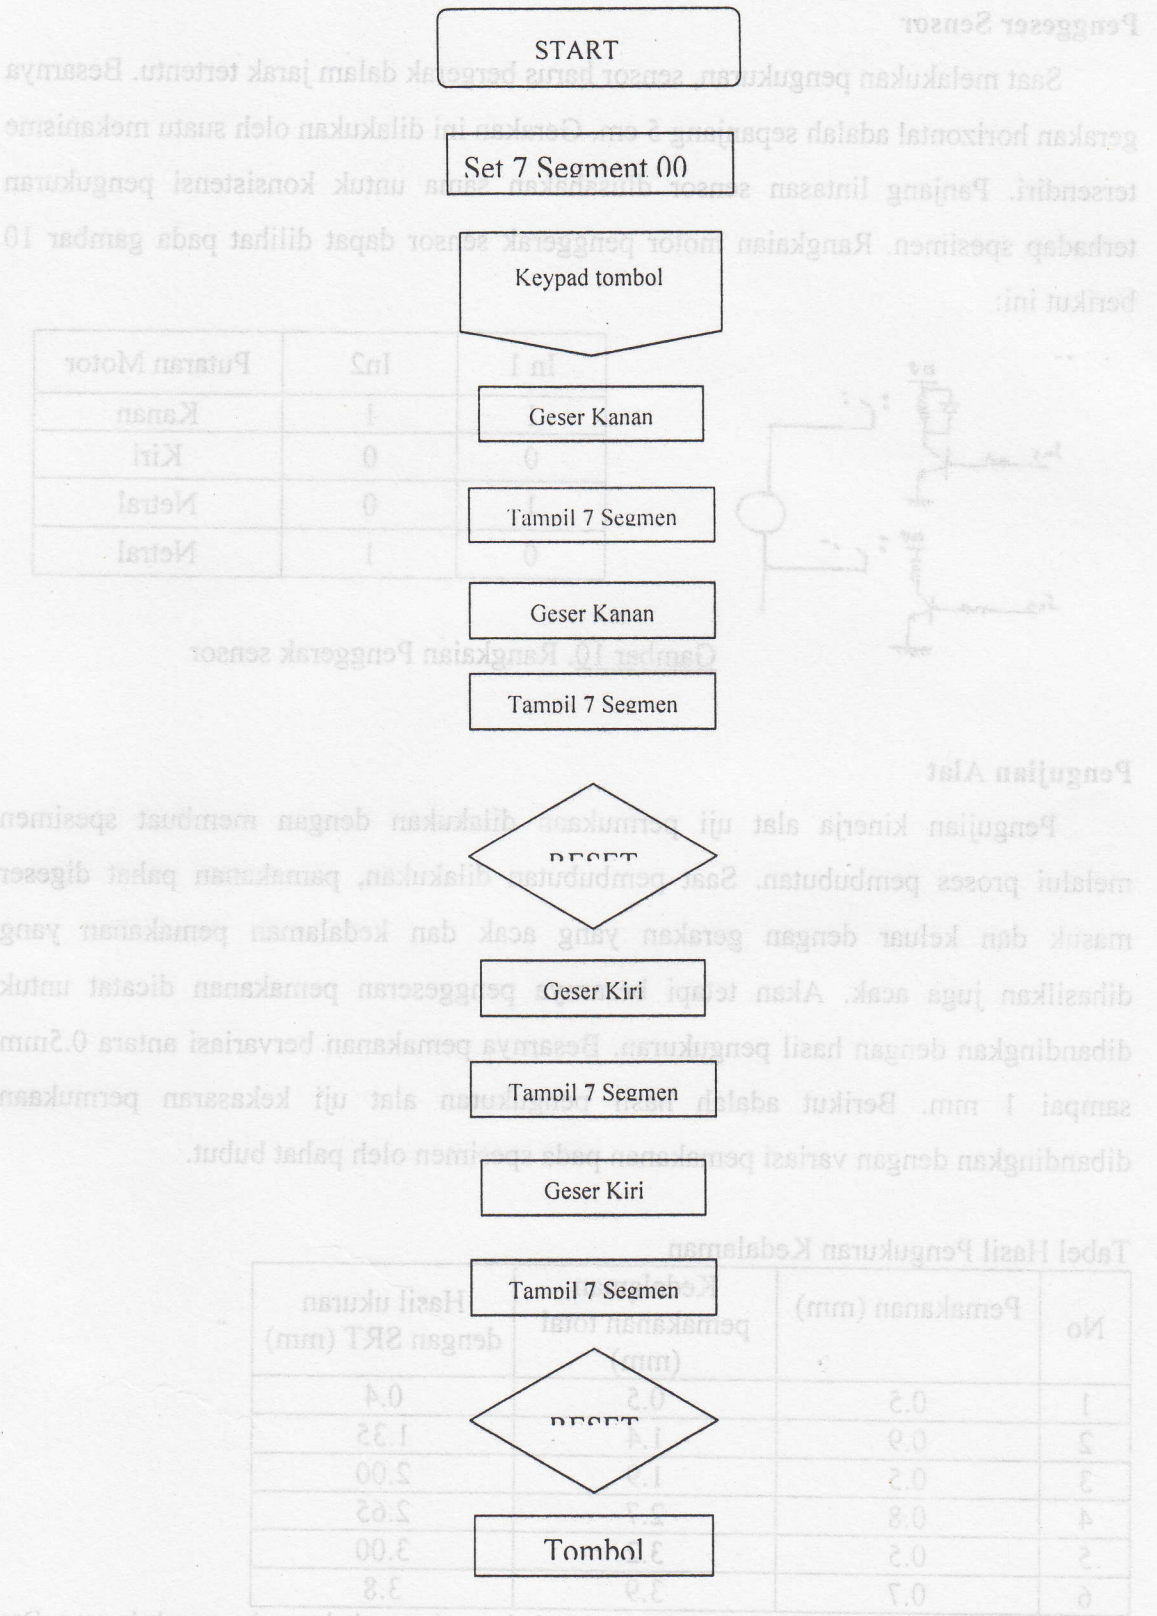 START
Set 7 Segment 00
Keypad tombol
Geser Kanan
Tampil 7 Segmen
Geser Kanan
Tampil 7 Segmen
RESET
Geser Kiri
Tampil 7 Segmen
Geser Kiri
Tampil 7 Segmen
RESET
Tombol
Penggeser Sensor
Saat melakukan pengukuran, sensor harus bergerak dalam jarak tertentu. Besarnya
gerakan horizontal adalah sepanjang 5 cm. Gerakan ini dilakukan oleh suatu mekanisme
tersendiri. Panjang lintasan sensor diusahakan sama untuk konsistensi pengukuran
terhadap spesimen. Rangkaian motor penggerak sensor dapat dilihat pada gambar 10
berikut ini:
In 1 In2 Putaran Motor
1 1 Kanan
0 0 Kiri
1 0 Netral
0 1 Netral
Gambar 10. Rangkaian Penggerak sensor
Pengujian Alat
Pengujian kinerja alat uji permukaan dilakukan dengan membuat spesimen
melalui proses pembubutan. Saat pembubutan dilakukan, pamakanan pahat digeser
masuk dan keluar dengan gerakan yang acak dan kedalaman pemakanan yang
dihasilkan juga acak. Akan tetapi besarnya penggeseran pemakanan dicatat untuk
dibandingkan dengan hasil pengukuran. Besarnya pemakanan bervariasi antara 0.5mm
sampai 1 mm. Berikut adalah hasil pengukuran alat uji kekasaran permukaan
dibandingkan dengan variasi pemakanan pada spesimen oleh pahat bubut.
Tabel Hasil Pengukuran Kedalaman
No Pemakanan (mm) Kedalaman pemakanan total (mm) Hasil ukuran dengan SRT (mm)
1 0.5 0.5 0.4
2 0.9 1.4 1.35
3 0.5 1.9 2.00
4 0.8 2.7 2.65
5 0.5 3.2 3.00
6 0.7 3.9 3.8